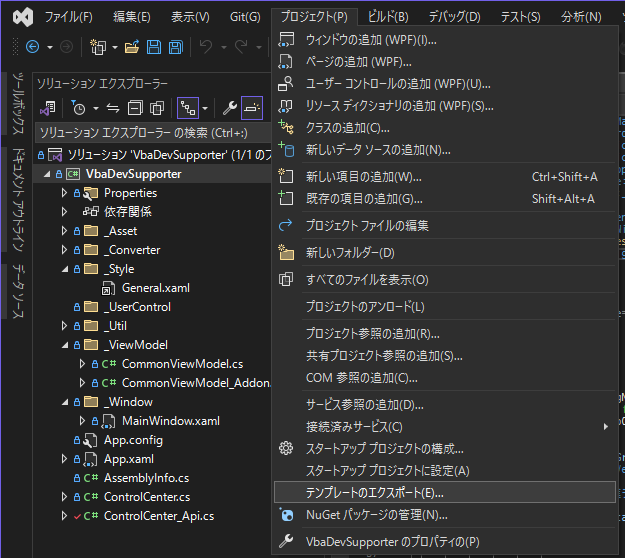 ファイル(F) 編集(E) 表示(V) Git(G) プロジェクト(P) ビルド(B) デバッグ(D) テスト(S) 分析(N)
ツールボックス
ドキュメント アウトライン
データ ソース
ソリューション エクスプローラー
ソリューション エクスプローラー の検索 (Ctrl+;)
ソリューション 'VbaDevSupporter' (1/1 のプ
VbaDevSupporter
Properties
依存関係
_Asset
_Converter
_Style
General.xaml
_UserControl
_Util
_ViewModel
CommonViewModel.cs
CommonViewModel_Addon.
_Window
MainWindow.xaml
App.config
App.xaml
AssemblyInfo.cs
ControlCenter.cs
ControlCenter_Api.cs
ウィンドウの追加 (WPF)(I)...
ページの追加 (WPF)...
ユーザー コントロールの追加 (WPF)(U)...
リソース ディクショナリの追加 (WPF)(S)...
クラスの追加(C)...
新しいデータ ソースの追加(N)...
新しい項目の追加(W)... Ctrl+Shift+A
既存の項目の追加(G)... Shift+Alt+A
プロジェクト ファイルの編集
新しいフォルダー(D)
すべてのファイルを表示(O)
プロジェクトのアンロード(L)
プロジェクト参照の追加(R)...
共有プロジェクト参照の追加(S)...
COM 参照の追加(C)...
サービス参照の追加(D)...
接続済みサービス(C)
スタートアップ プロジェクトの構成...
スタートアップ プロジェクトに設定(A)
テンプレートのエクスポート(E)...
NuGet パッケージの管理(N)...
VbaDevSupporter のプロパティの(P)